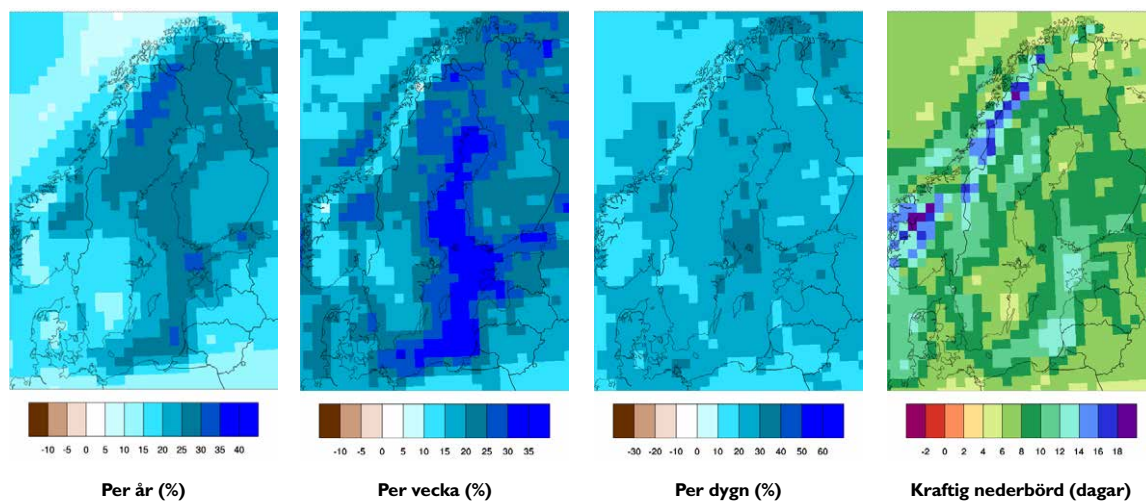 -10 -5 0 5 10 15 20 25 30 35 40
-10 -5 0 5 10 15 20 25 30 35
-30 -20 0 5 10 20 30 40 50 60
-2 0 2 4 6 8 10 12 14 16 18
Per år (%)
Per vecka (%)
Per dygn (%)
Kraftig nederbörd (dagar)